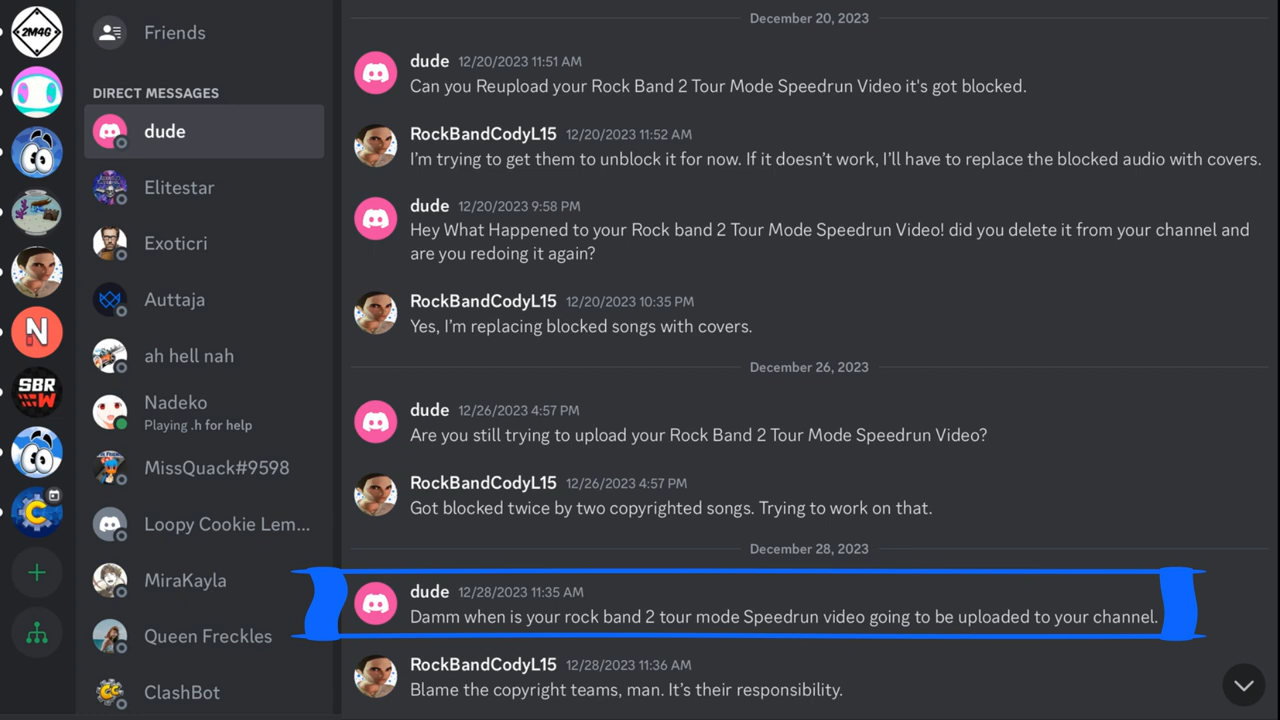 2M4G
N
SBR
W
C
Friends
DIRECT MESSAGES
dude
Elitestar
Exoticri
Auttaja
ah hell nah
Nadeko
Playing .h for help
MissQuack#9598
Loopy Cookie Lem...
MiraKayla
Queen Freckles
ClashBot
December 20, 2023
dude 12/20/2023 11:51 AM
Can you Reupload your Rock Band 2 Tour Mode Speedrun Video it's got blocked.
RockBandCodyL15 12/20/2023 11:52 AM
I’m trying to get them to unblock it for now. If it doesn’t work, I’ll have to replace the blocked audio with covers.
dude 12/20/2023 9:58 PM
Hey What Happened to your Rock band 2 Tour Mode Speedrun Video! did you delete it from your channel and
are you redoing it again?
RockBandCodyL15 12/20/2023 10:35 PM
Yes, I’m replacing blocked songs with covers.
December 26, 2023
dude 12/26/2023 4:57 PM
Are you still trying to upload your Rock Band 2 Tour Mode Speedrun Video?
RockBandCodyL15 12/26/2023 4:57 PM
Got blocked twice by two copyrighted songs. Trying to work on that.
December 28, 2023
dude 12/28/2023 11:35 AM
Damm when is your rock band 2 tour mode Speedrun video going to be uploaded to your channel.
RockBandCodyL15 12/28/2023 11:36 AM
Blame the copyright teams, man. It’s their responsibility.